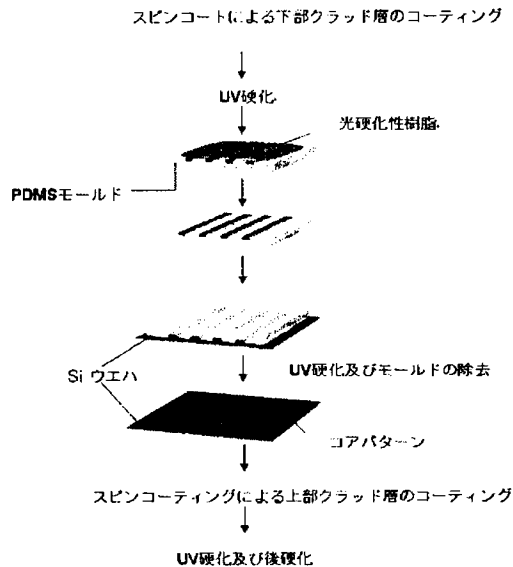 スピンコートによる下部クラッド層のコーティング
UV硬化
光硬化性樹脂
PDMSモールド
Si ウエハ
UV硬化及びモールドの除去
コアパターン
スピンコーティングによる上部クラッド層のコーティング
UV硬化及び後硬化